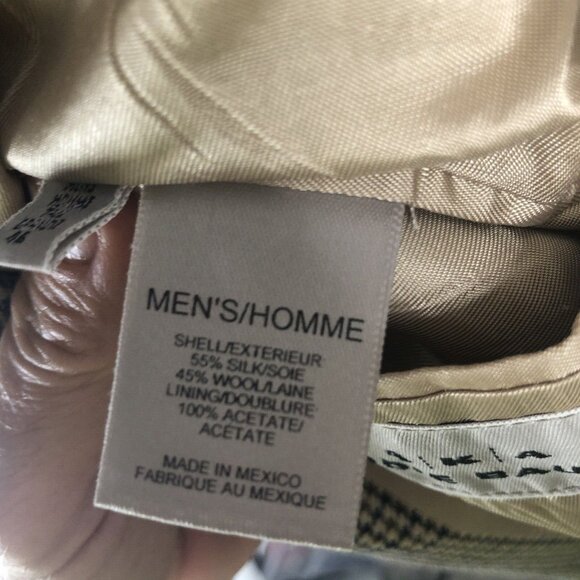 MEN'S/HOMME
SHELL/EXTERIEUR
55% SILK/SOIE
45% WOOL/LAINE
LINING/DOUBLURE
100% ACETATE/
ACÉTATE
MADE IN MEXICO
FABRIQUE AU MEXIQUE